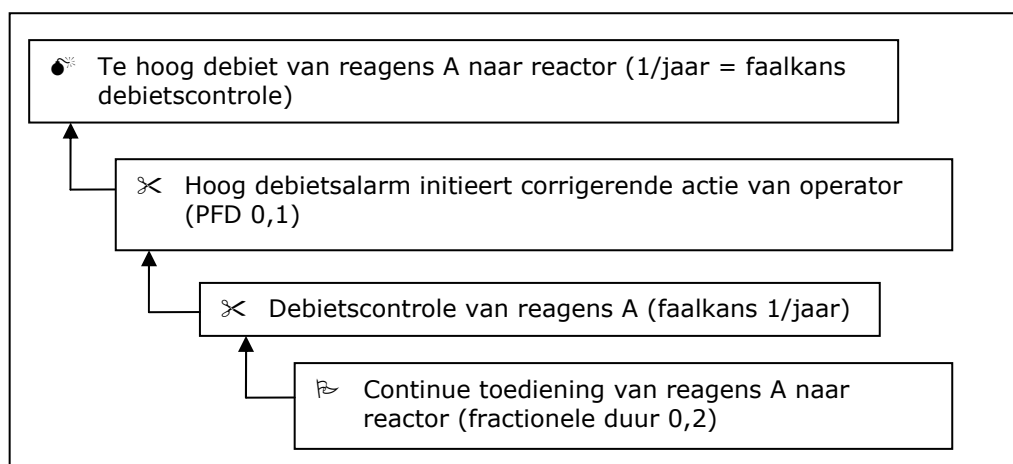 Te hoog debiet van reagens A naar reactor (1/jaar = faalkans
debietscontrole)
Hoog debietsalarm initieert corrigerende actie van operator
(PFD 0,1)
Debietscontrole van reagens A (faalkans 1/jaar)
Continue toediening van reagens A naar
reactor (fractionele duur 0,2)